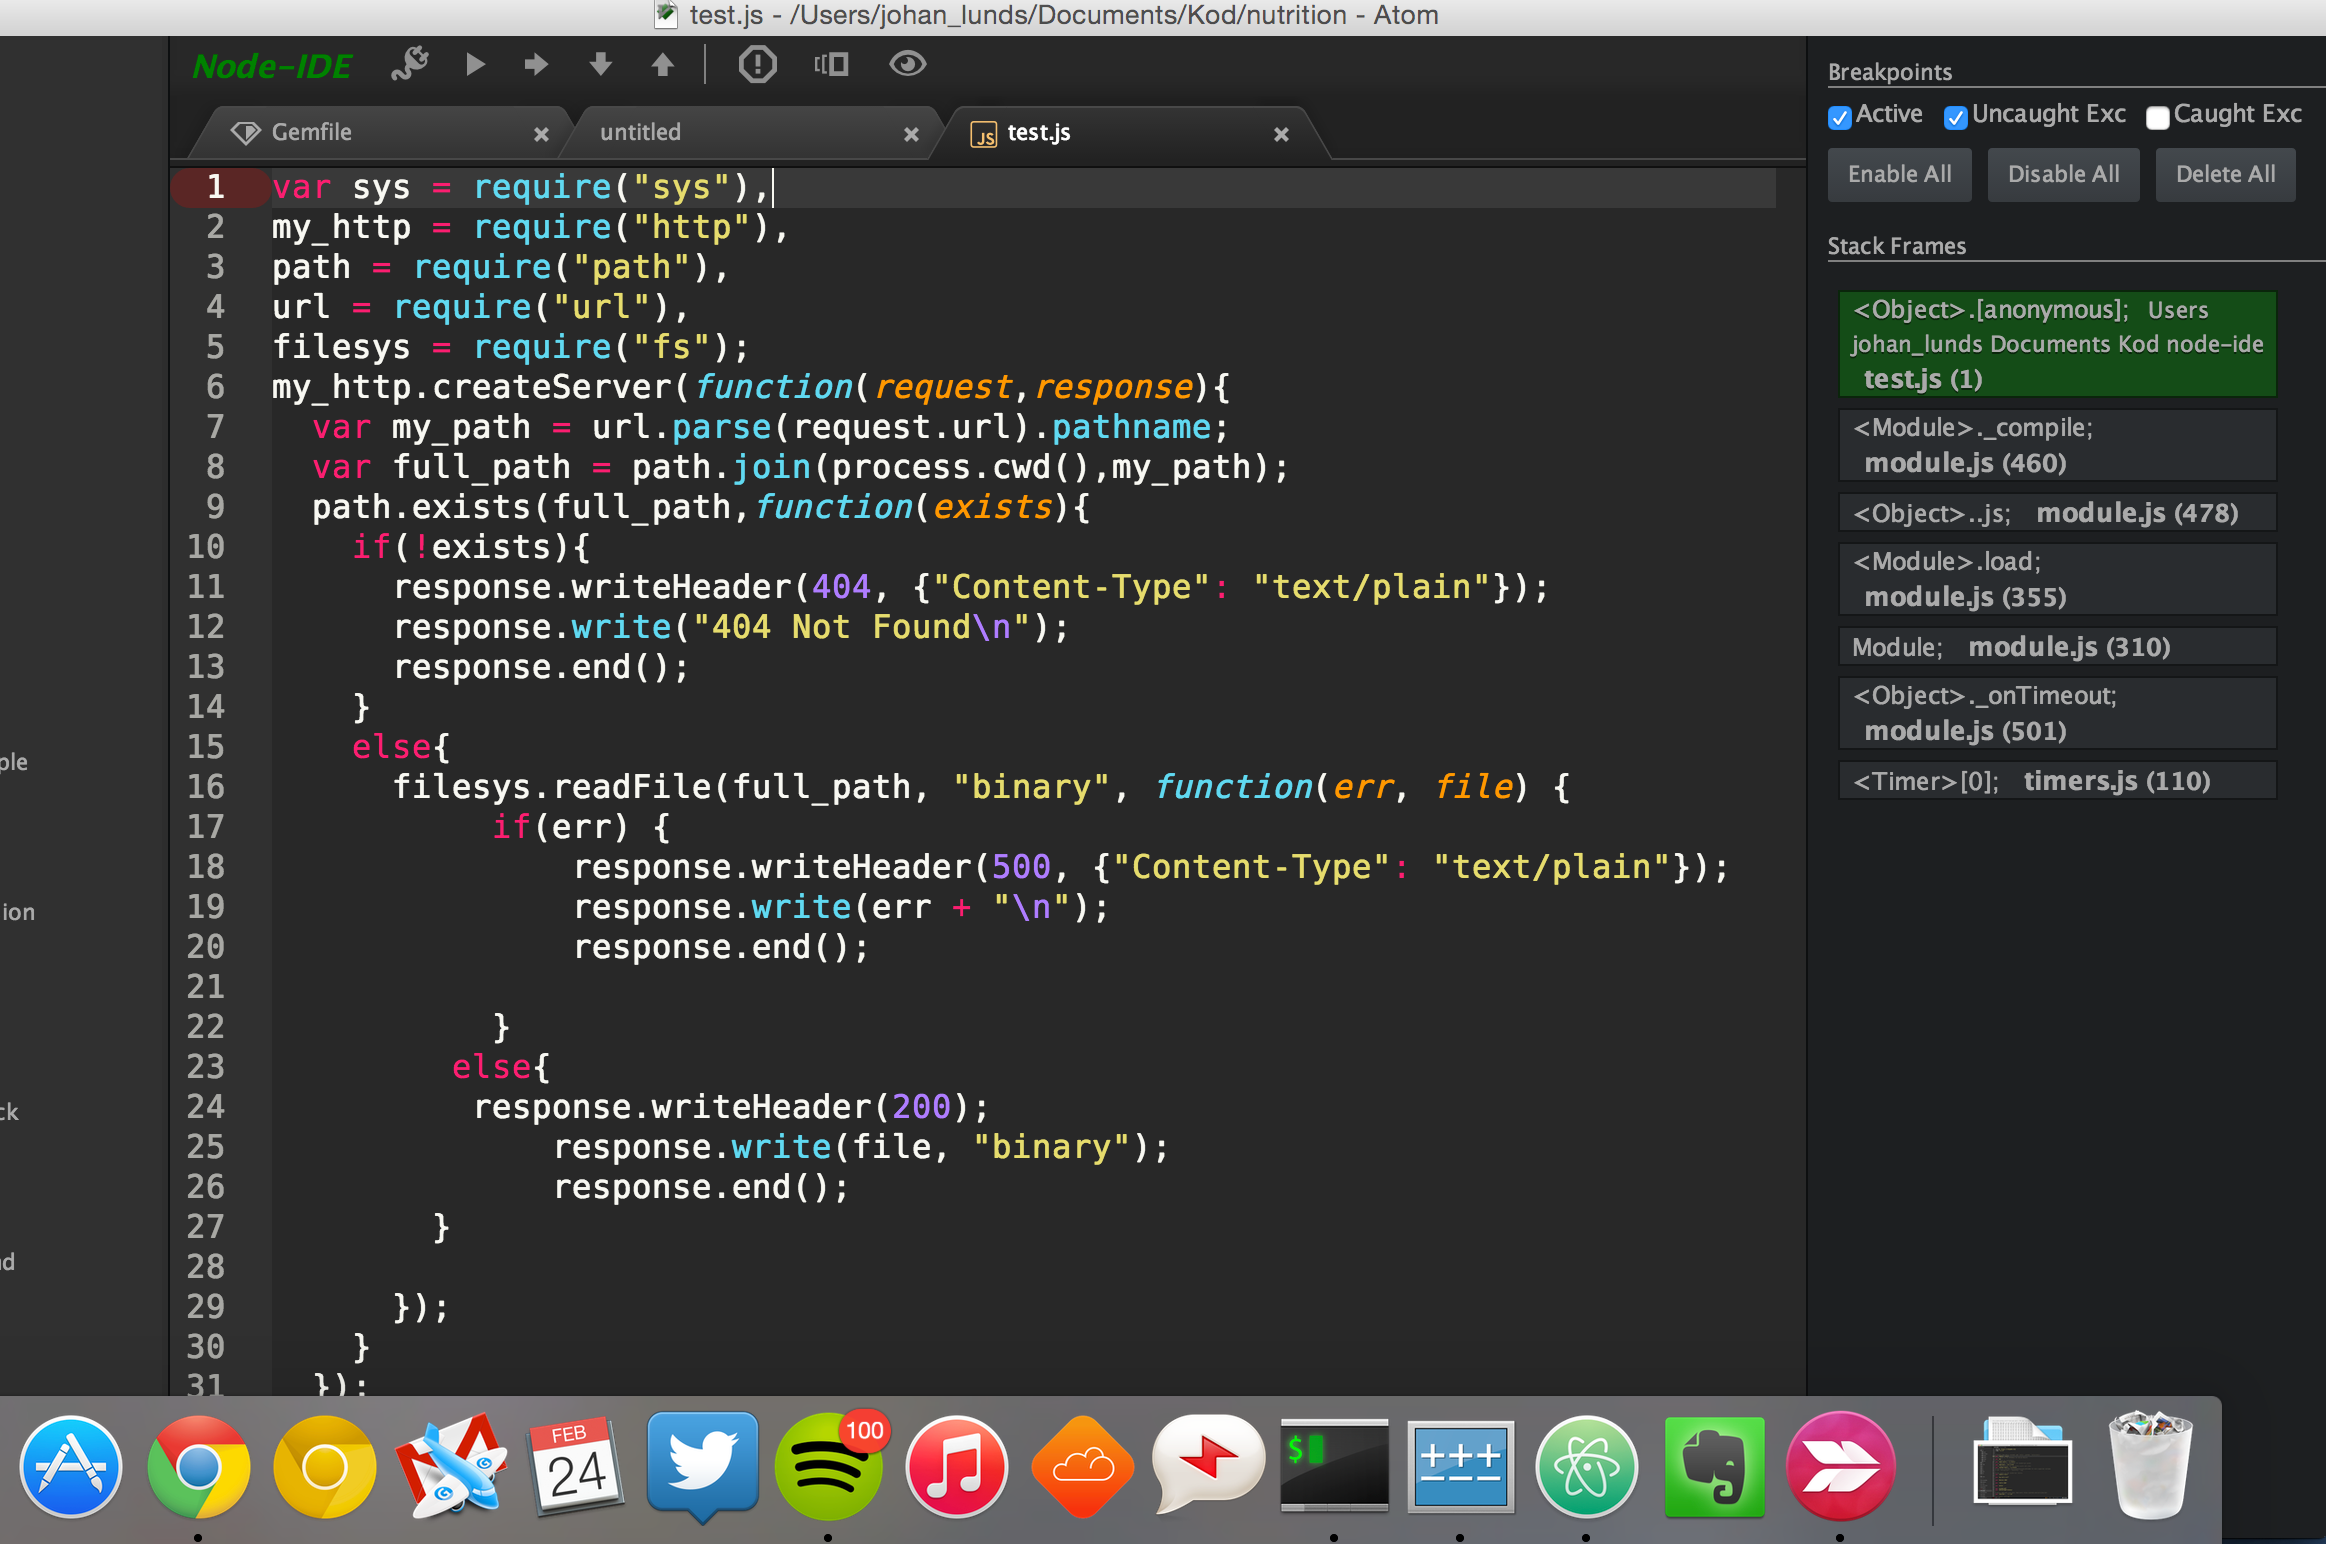 test.js - /Users/johan_lunds/Documents/Kod/nutrition - Atom
Node-IDE
Gemfile
untitled
JS test.js
1 var sys = require("sys"),
2 my_http = require("http"),
3 path = require("path"),
4 url = require("url"),
5 filesys = require("fs");
6 my_http.createServer(function(request,response){
7 var my_path = url.parse(request.url).pathname;
8 var full_path = path.join(process.cwd(),my_path);
9 path.exists(full_path,function(exists){
10 if(!exists){
11 response.writeHeader(404, {"Content-Type": "text/plain"});
12 response.write("404 Not Found\n");
13 response.end();
14 }
15 else{
16 filesys.readFile(full_path, "binary", function(err, file) {
17 if(err) {
18 response.writeHeader(500, {"Content-Type": "text/plain"});
19 response.write(err + "\n");
20 response.end();
21
22 }
23 else{
24 response.writeHeader(200);
25 response.write(file, "binary");
26 response.end();
27 }
28
29 });
30 }
31 });
ple
ion
ck
nd
Breakpoints
Active Uncaught Exc Caught Exc
Enable All Disable All Delete All
Stack Frames
<Object>.[anonymous]; Users
johan_lunds Documents Kod node-ide
test.js (1)
<Module>._compile;
module.js (460)
<Object>..js; module.js (478)
<Module>.load;
module.js (355)
Module; module.js (310)
<Object>._onTimeout;
module.js (501)
<Timer>[0]; timers.js (110)
FEB
24
100
$
+++